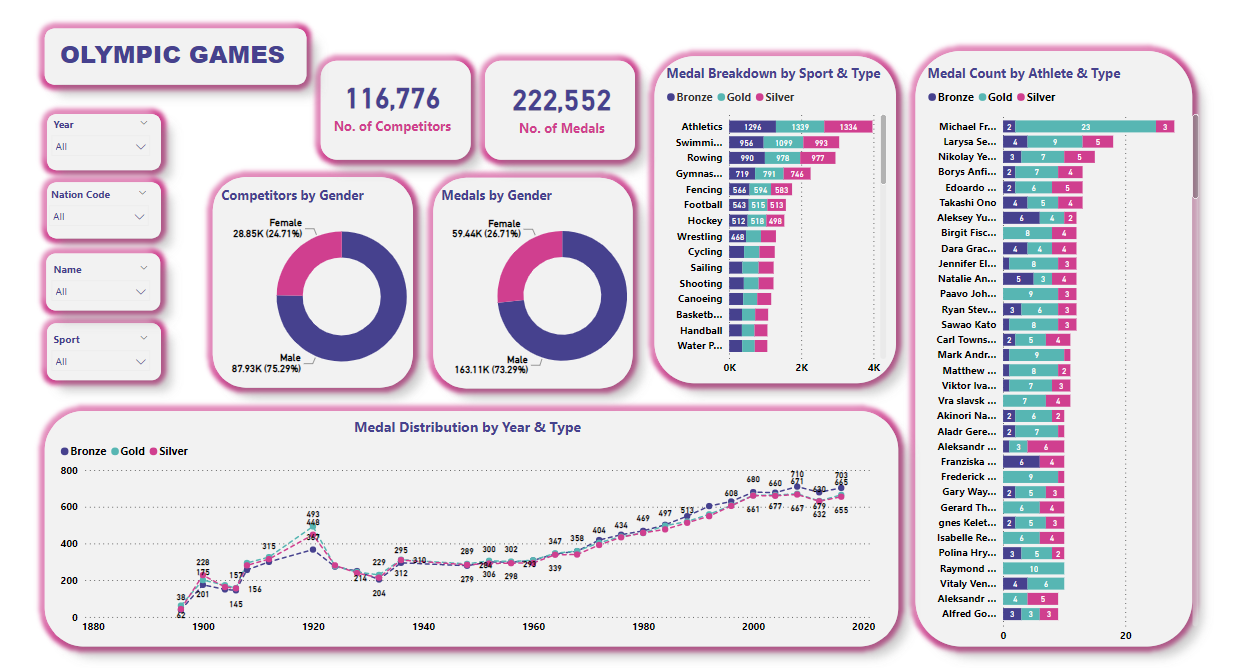 OLYMPIC GAMES
Year
All
Nation Code
All
Name
All
Sport
All
116,776
No. of Competitors
222,552
No. of Medals
Competitors by Gender
Female
28.85K (24.71%)
Male
87.93K (75.29%)
Medals by Gender
Female
59.44K (26.71%)
Male
163.11K (73.29%)
Medal Breakdown by Sport & Type
Bronze Gold Silver
Athletics 1296 1339 1334
Swimmi... 956 1099 993
Rowing 990 978 977
Gymnas... 719 791 746
Fencing 566 594 583
Football 543 515 513
Hockey 512 518 498
Wrestling 468
Cycling
Sailing
Shooting
Canoeing
Basketb...
Handball
Water P...
0K 2K 4K
Medal Count by Athlete & Type
Bronze Gold Silver
Michael Fr... 2 23 3
Larysa Se... 4 9 5
Nikolay Ye... 3 7 5
Borys Anfi... 2 7 4
Edoardo ... 2 6 5
Takashi Ono 4 5 4
Aleksey Yu... 6 4 2
Birgit Fisc... 8 4
Dara Grac... 4 4 4
Jennifer El... 8 3
Natalie An... 5 3 4
Paavo Joh... 9 3
Ryan Stev... 3 6 3
Sawao Kato 8 3
Carl Towns... 2 5 4
Mark Andr... 9
Matthew ... 8 2
Viktor Iva... 7 3
Vra slavsk ... 7 4
Akinori Na... 2 6 2
Aladr Gere... 2 7
Aleksandr ... 3 6
Franziska ... 6 4
Frederick ... 9
Gary Way... 2 5 3
Gerard Th... 6 4
gnes Kelet... 2 5 3
Isabelle Re... 6 4
Polina Hry... 3 5 2
Raymond ... 10
Vitaly Ven... 4 6
Aleksandr ... 4 5
Alfred Go... 3 3 3
0 20
Medal Distribution by Year & Type
Bronze Gold Silver
800
600
400
200
0
38 62
228 175 201
157 145 156
315
493 448 367
214 229 204
295 312 310
289 279
300 284 306
302 298 293
347 339
358
404 434 469 497 513 608
680 661
660 677
710 671 667
630 679 632
703 665 655
1880 1900 1920 1940 1960 1980 2000 2020